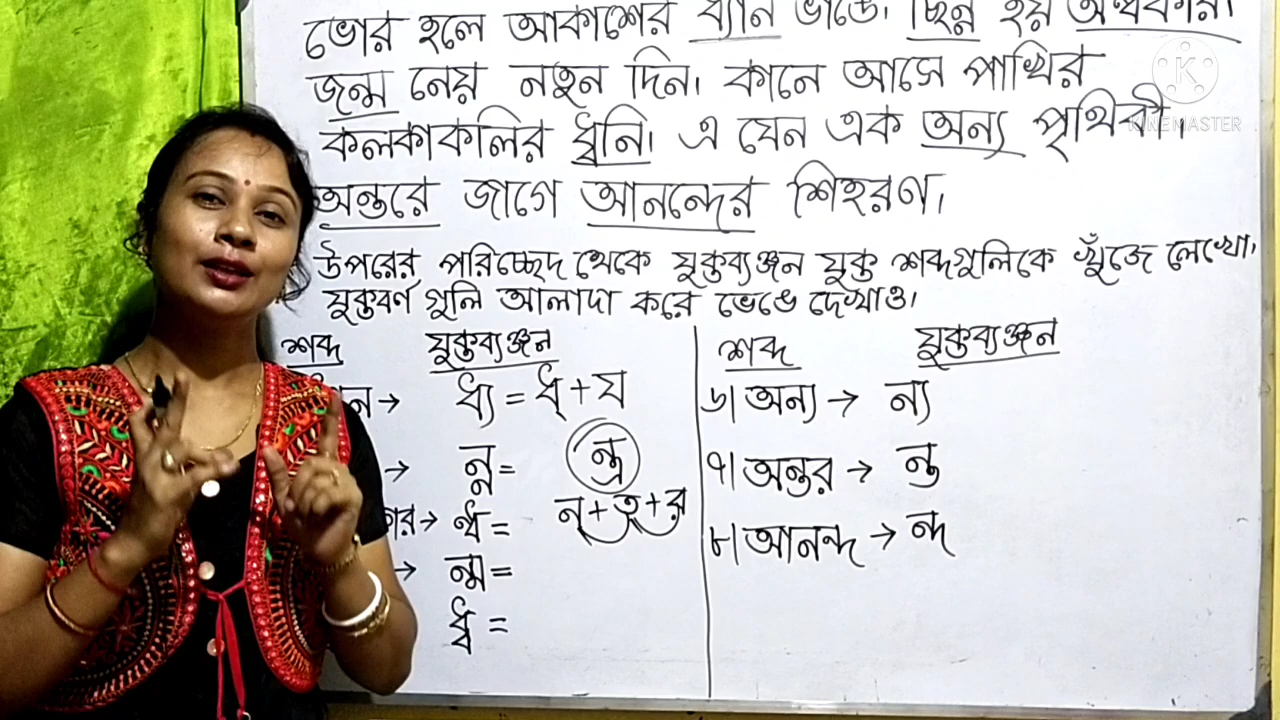 ভোর হলে আকাশের ধ্যান ভাঙে। ছিন্ন হয় অন্ধকার।
জন্ম নেয় নতুন দিন। কানে আসে পাখির
কলকাকলির ধ্বনি। এ যেন এক অন্য পৃথিবী।
অন্তরে জাগে আনন্দের শিহরণ।
উপরের পরিচ্ছেদ থেকে যুক্তব্যঞ্জন যুক্ত শব্দগুলিকে খুঁজে লেখো।
যুক্তবর্ণ গুলি আলাদা করে ভেঙে দেখাও।
শব্দ যুক্তব্যঞ্জন শব্দ যুক্তব্যঞ্জন
→ ধ্য = ধ্ + য ৬। অন্য → ন্য
→ ন্ন = ন্ত্র ৭। অন্তর → ন্ত
→ ন্ধ = ন্ + ত্ + র ৮। আনন্দ → ন্দ
→ ন্ম =
ধ্ব =
K
KINEMASTER